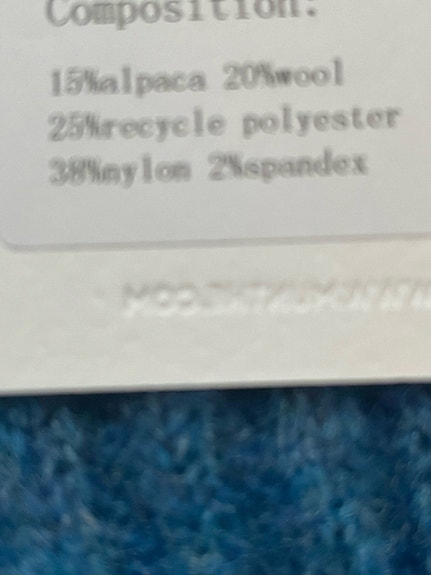 Composition:
15%alpaca 20%wool
25%recycle polyester
38%nylon 2%spandex